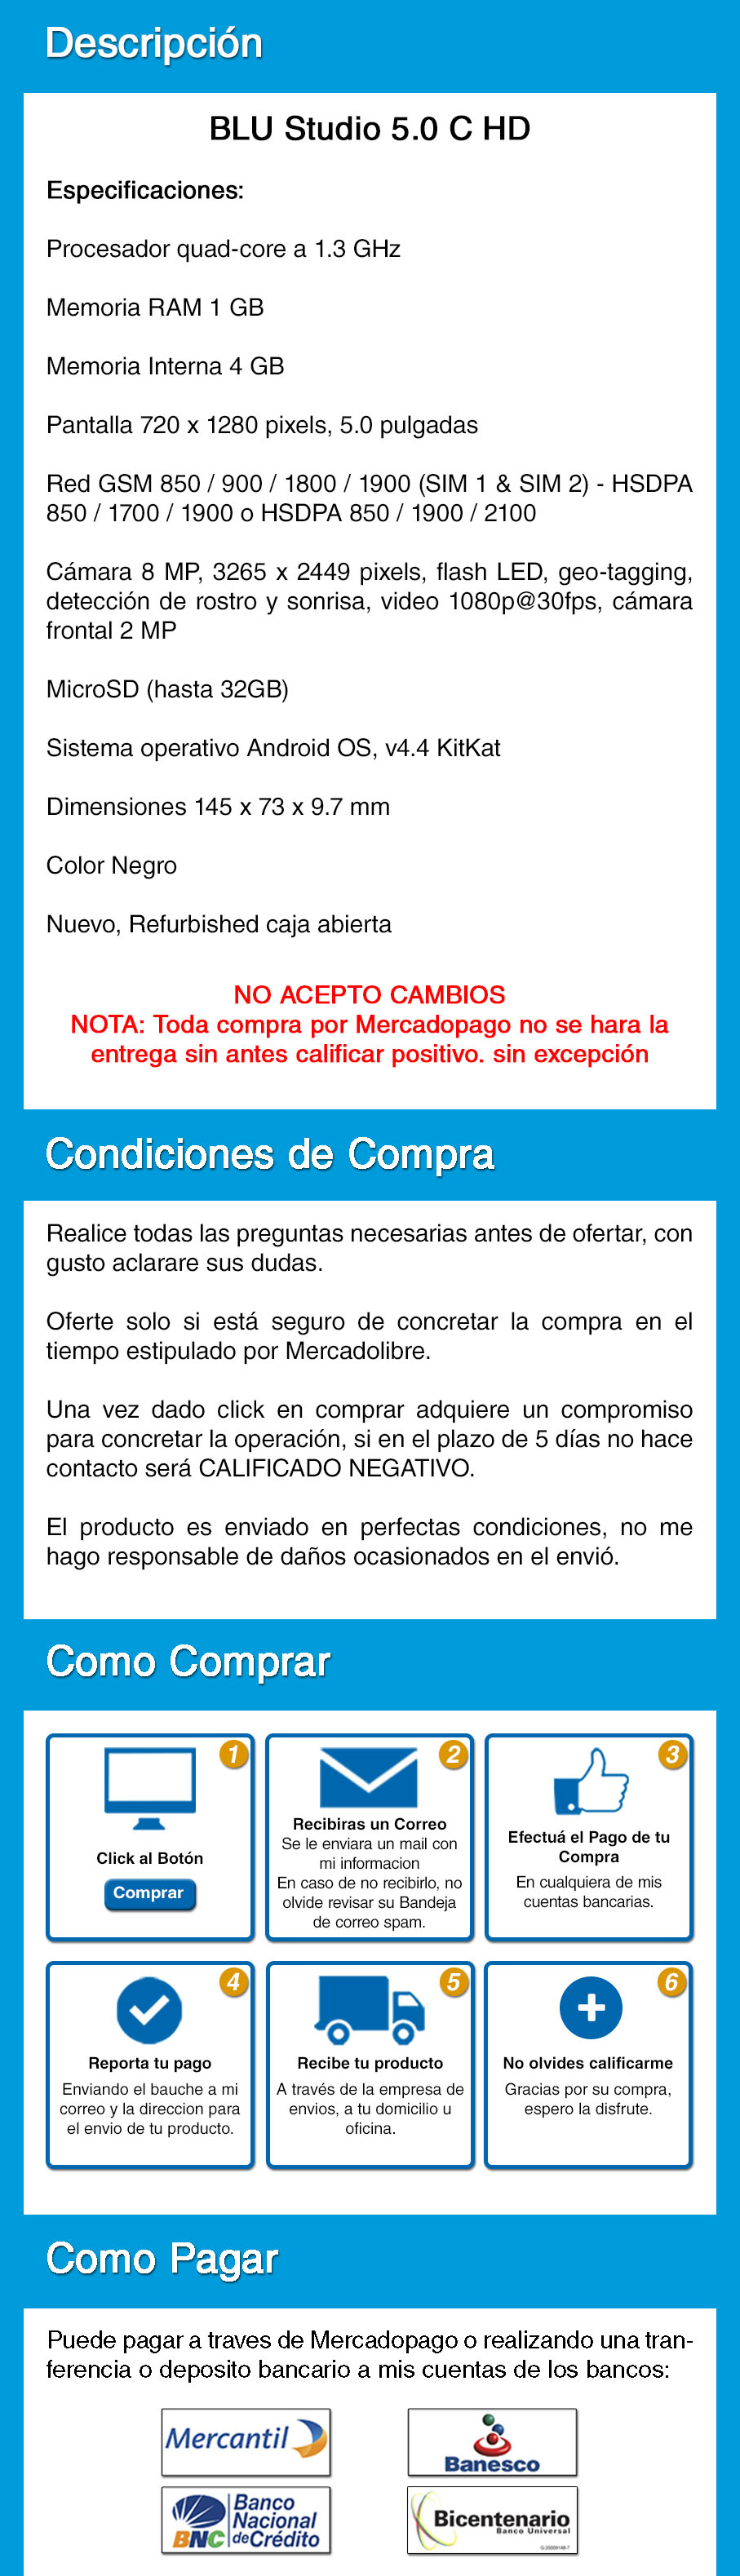 Descripción
BLU Studio 5.0 C HD
Especificaciones:
Procesador quad-core a 1.3 GHz
Memoria RAM 1 GB
Memoria Interna 4 GB
Pantalla 720 x 1280 pixels, 5.0 pulgadas
Red GSM 850 / 900 / 1800 / 1900 (SIM 1 & SIM 2) - HSDPA
850 / 1700 / 1900 o HSDPA 850 / 1900 / 2100
Cámara 8 MP, 3265 x 2449 pixels, flash LED, geo-tagging,
detección de rostro y sonrisa, video 1080p@30fps, cámara
frontal 2 MP
MicroSD (hasta 32GB)
Sistema operativo Android OS, v4.4 KitKat
Dimensiones 145 x 73 x 9.7 mm
Color Negro
Nuevo, Refurbished caja abierta
NO ACEPTO CAMBIOS
NOTA: Toda compra por Mercadopago no se hara la
entrega sin antes calificar positivo. sin excepción
Condiciones de Compra
Realice todas las preguntas necesarias antes de ofertar, con
gusto aclarare sus dudas.
Oferte solo si está seguro de concretar la compra en el
tiempo estipulado por Mercadolibre.
Una vez dado click en comprar adquiere un compromiso
para concretar la operación, si en el plazo de 5 días no hace
contacto será CALIFICADO NEGATIVO.
El producto es enviado en perfectas condiciones, no me
hago responsable de daños ocasionados en el envió.
Como Comprar
1
Click al Botón
Comprar
2
Recibiras un Correo
Se le enviara un mail con
mi informacion
En caso de no recibirlo, no
olvide revisar su Bandeja
de correo spam.
3
Efectuá el Pago de tu
Compra
En cualquiera de mis
cuentas bancarias.
4
Reporta tu pago
Enviando el bauche a mi
correo y la direccion para
el envio de tu producto.
5
Recibe tu producto
A través de la empresa de
envios, a tu domicilio u
oficina.
6
No olvides calificarme
Gracias por su compra,
espero la disfrute.
Como Pagar
Puede pagar a traves de Mercadopago o realizando una tran-
ferencia o deposito bancario a mis cuentas de los bancos:
Mercantil
Banesco
BNC
Banco
Nacional
de Crédito
Bicentenario
Banco Universal